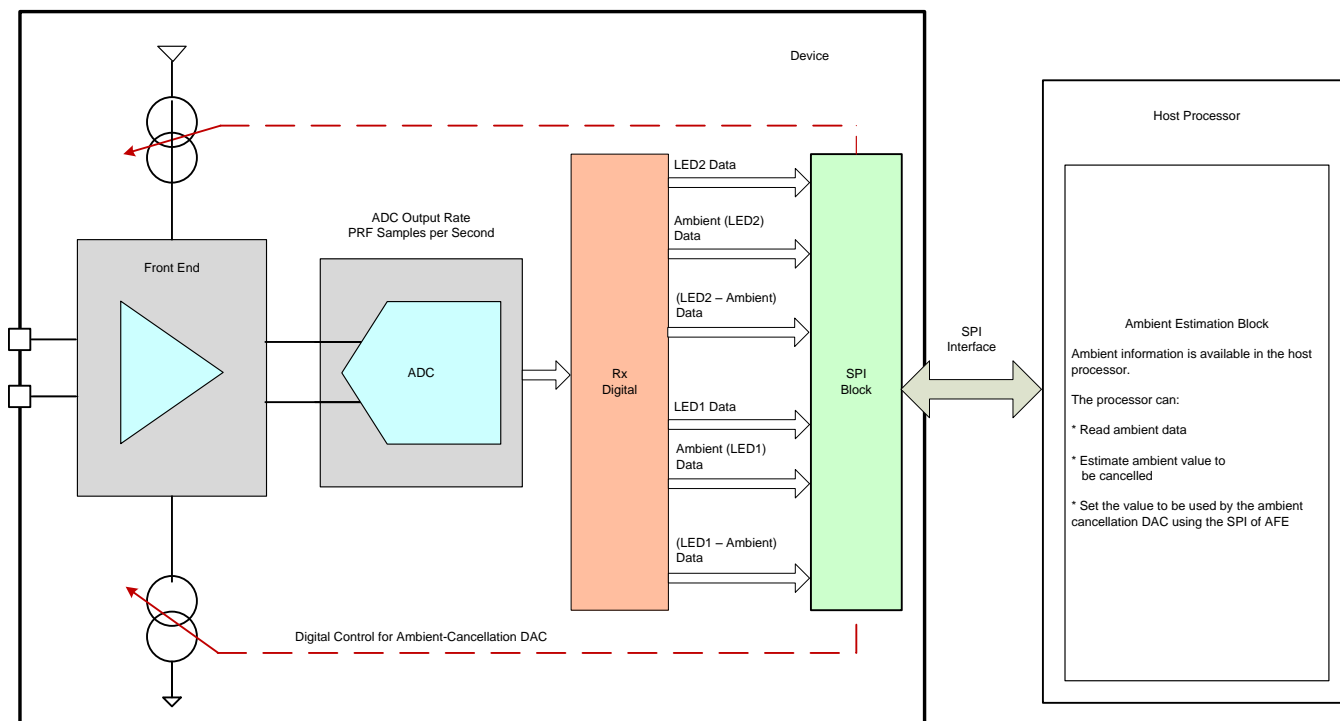 Device
Host Processor
LED2 Data
ADC Output Rate
PRF Samples per Second
Ambient (LED2)
Data
Front End
(LED2 – Ambient)
Data
Ambient Estimation Block
SPI
Interface
Ambient information is available in the host
processor.
ADC
Rx
Digital
SPI
Block
The processor can:
LED1 Data
* Read ambient data
Ambient (LED1)
Data
* Estimate ambient value to
be cancelled
* Set the value to be used by the ambient
cancellation DAC using the SPI of AFE
(LED1 – Ambient)
Data
Digital Control for Ambient-Cancellation DAC